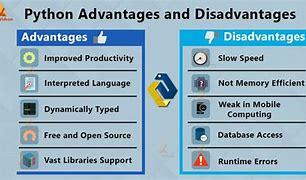 Python Advantages and Disadvantages
Advantages
Improved Productivity
Interpreted Language
Dynamically Typed
Free and Open Source
Vast Libraries Support
Disadvantages
Slow Speed
Not Memory Efficient
Weak in Mobile
Computing
Database Access
Runtime Errors